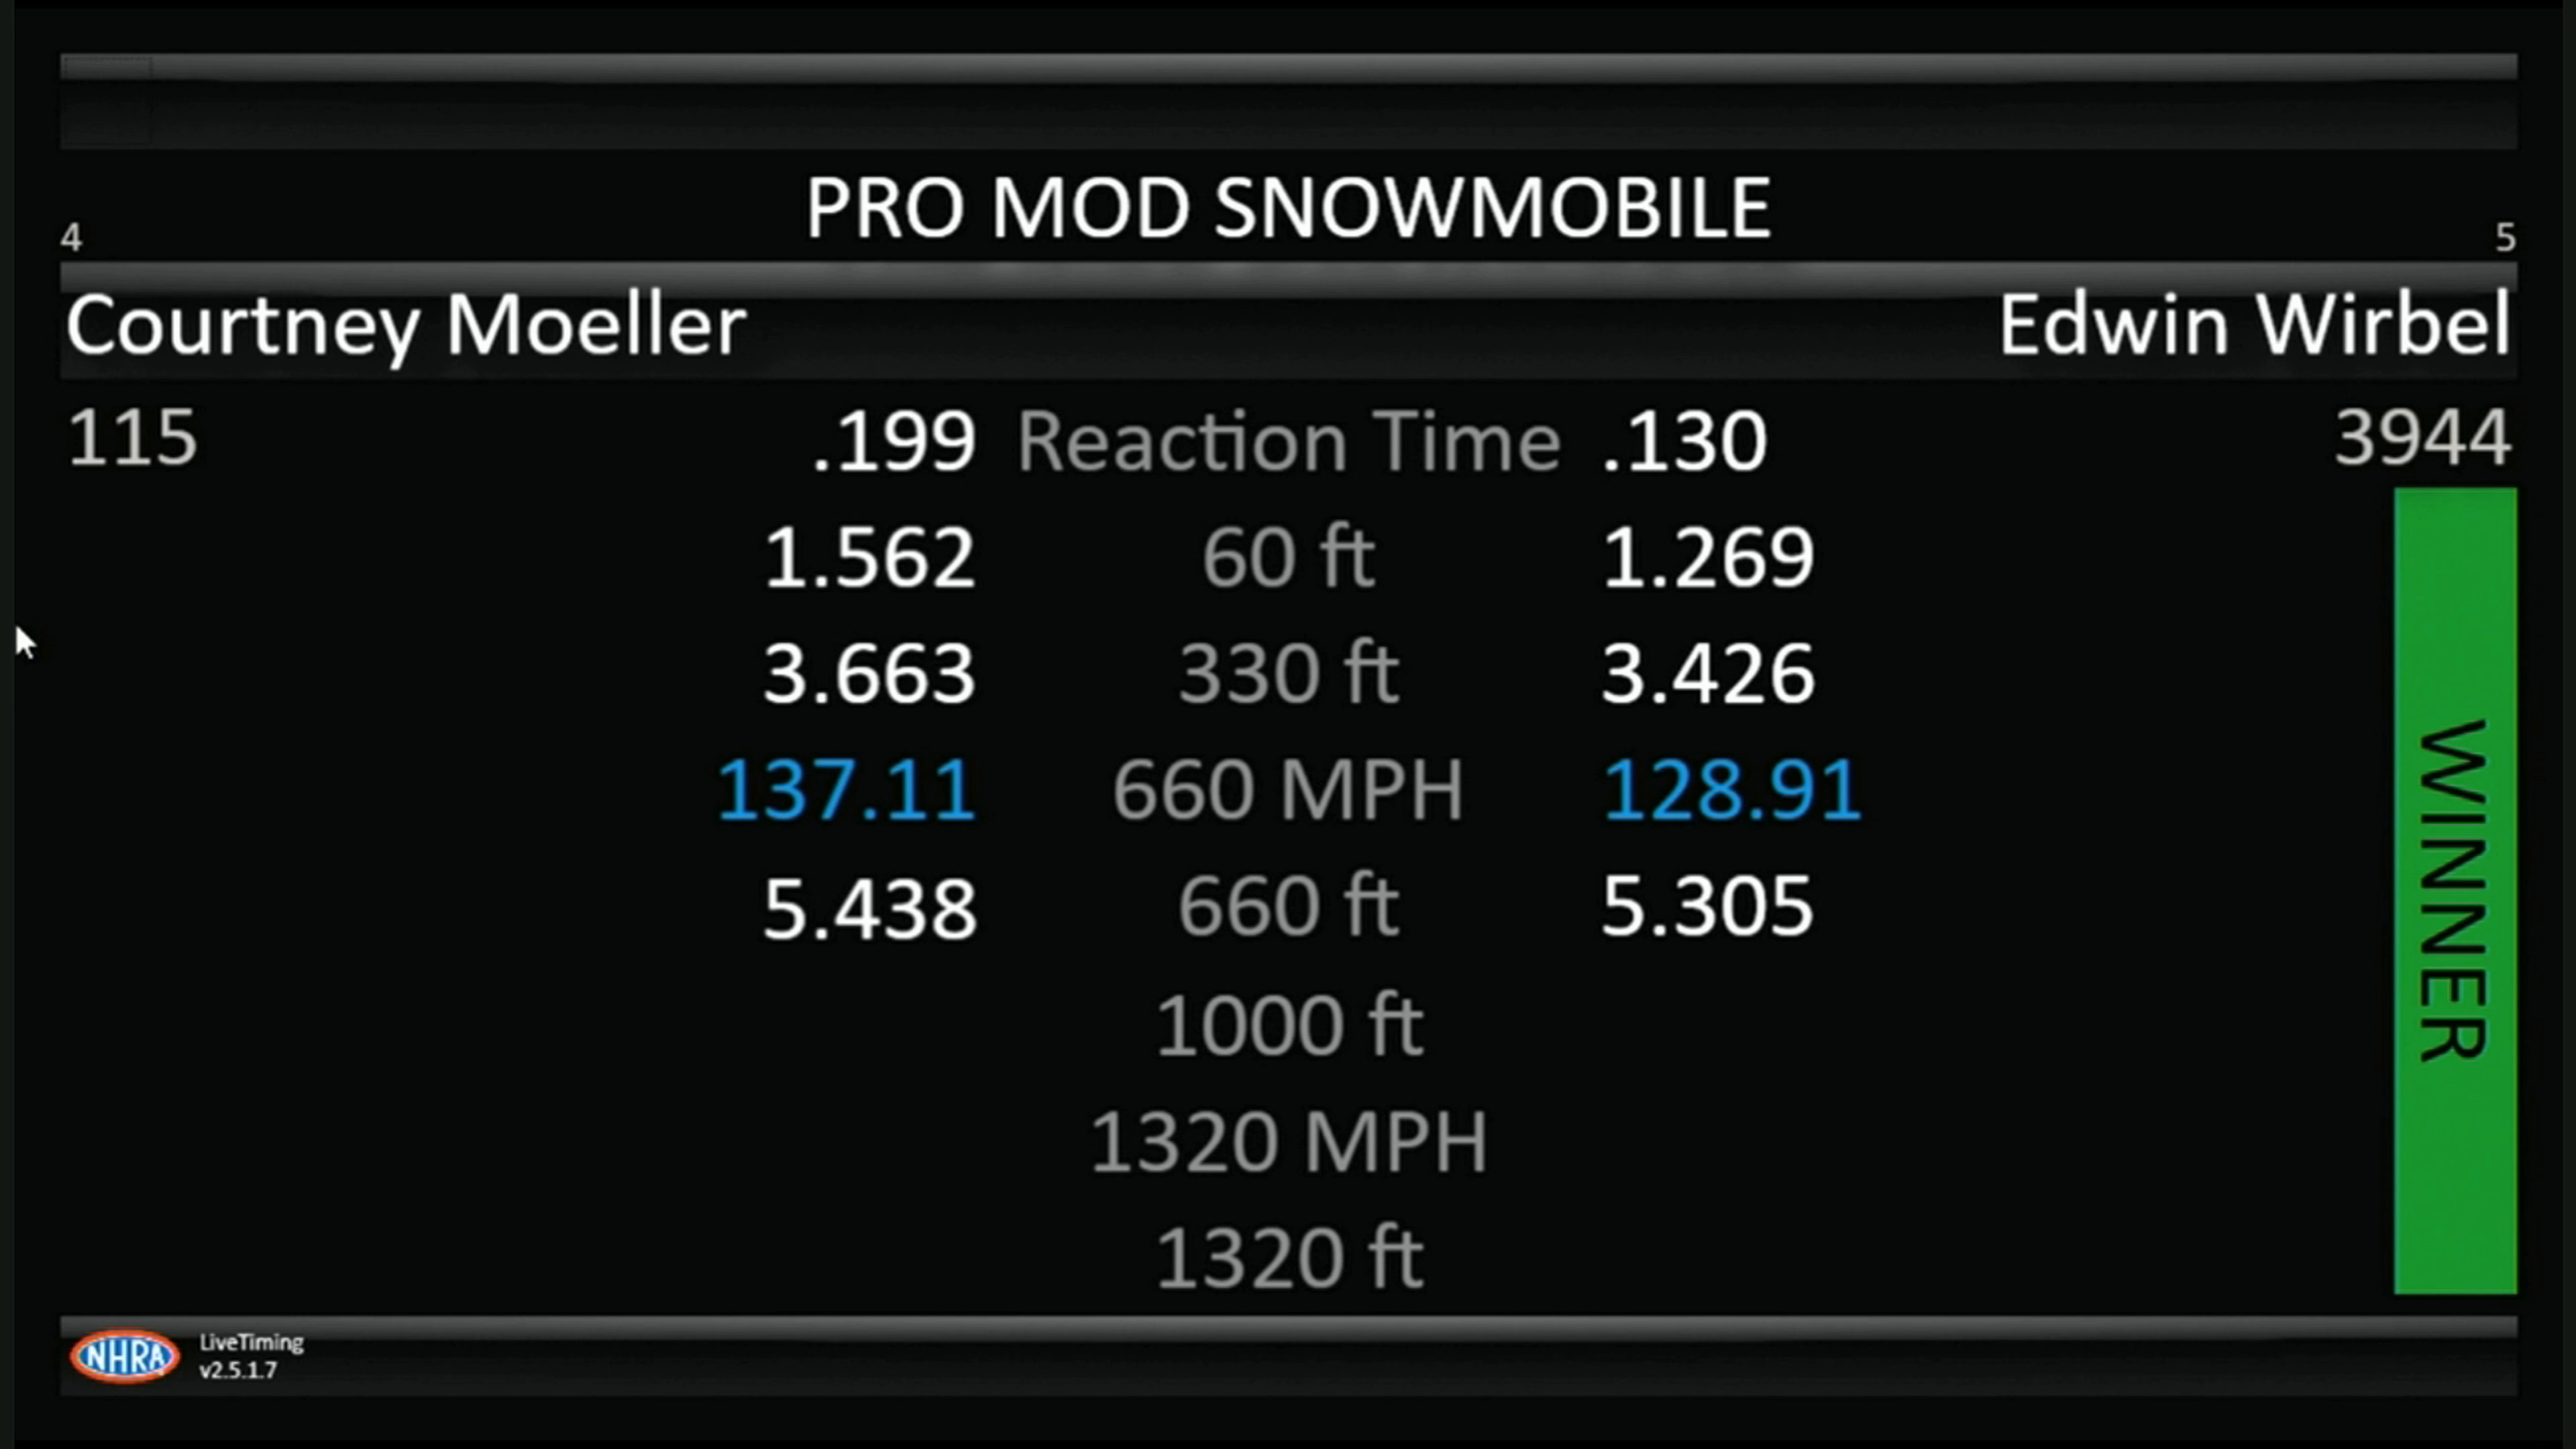 PRO MOD SNOWMOBILE
4 5
Courtney Moeller Edwin Wirbel
115 .199 Reaction Time .130 3944
1.562 60 ft 1.269
3.663 330 ft 3.426
137.11 660 MPH 128.91
5.438 660 ft 5.305
1000 ft
1320 MPH
1320 ft
WINNER
NHRA LiveTiming
v2.5.1.7